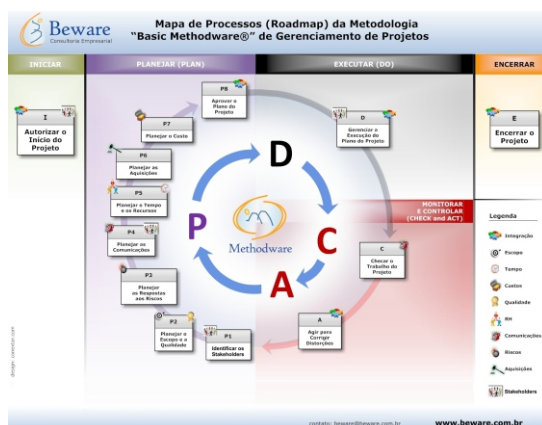 Beware
Consultoria Empresarial
Mapa de Processos (Roadmap) da Metodologia
"Basic Methodware®" de Gerenciamento de Projetos
INICIAR
PLANEJAR (PLAN)
EXECUTAR (DO)
ENCERRAR
I
Autorizar o
Início do
Projeto
P8
Aprovar o
Plano do
Projeto
P7
Planejar o Custo
P6
Planejar as
Aquisições
P5
Planejar o Tempo
e os Recursos
P4
Planejar as
Comunicações
P3
Planejar
as Respostas
aos Riscos
P2
Planejar o
Escopo e a
Qualidade
P1
Identificar os
Stakeholders
D
Gerenciar a
Execução do
Plano do Projeto
E
Encerrar o
Projeto
D
P
C
A
Methodware
MONITORAR
E CONTROLAR
(CHECK and ACT)
C
Checar o
Trabalho do
Projeto
A
Agir para
Corrigir
Distorções
Legenda
Integração
Escopo
Tempo
Custos
Qualidade
RH
Comunicações
Riscos
Aquisições
Stakeholders
contato: beware@beware.com.br
www.beware.com.br